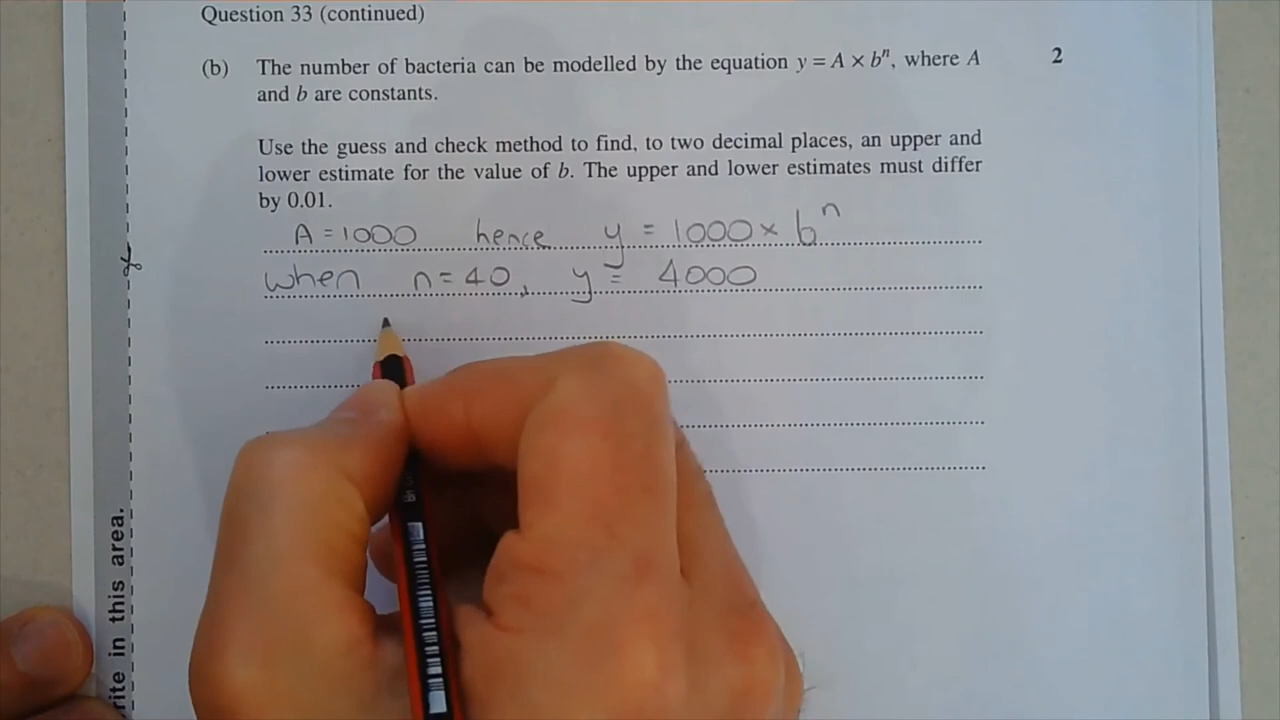 Question 33 (continued)
(b) The number of bacteria can be modelled by the equation y = A × bⁿ, where A 2
and b are constants.
Use the guess and check method to find, to two decimal places, an upper and
lower estimate for the value of b. The upper and lower estimates must differ
by 0.01.
A = 1000 hence y = 1000 × bⁿ
when n = 40, y = 4000
rite in this area.